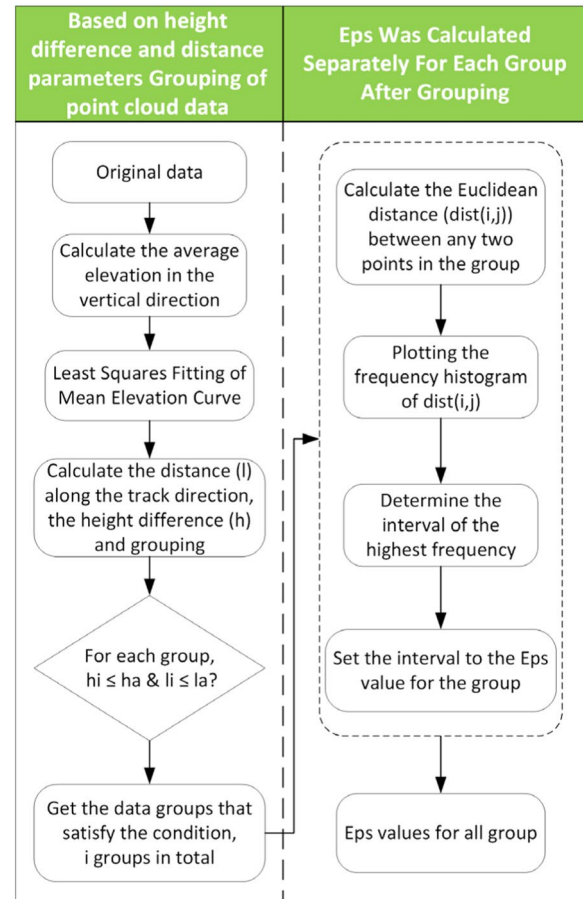 Based on height
difference and distance
parameters Grouping of
point cloud data
Original data
Calculate the average
elevation in the
vertical direction
Least Squares Fitting of
Mean Elevation Curve
Calculate the distance (l)
along the track direction,
the height difference (h)
and grouping
For each group,
hi ≤ ha & li ≤ la?
Get the data groups that
satisfy the condition,
i groups in total
Eps Was Calculated
Separately For Each Group
After Grouping
Calculate the Euclidean
distance (dist(i,j))
between any two
points in the group
Plotting the
frequency histogram
of dist(i,j)
Determine the
interval of the
highest frequency
Set the interval to the Eps
value for the group
Eps values for all group